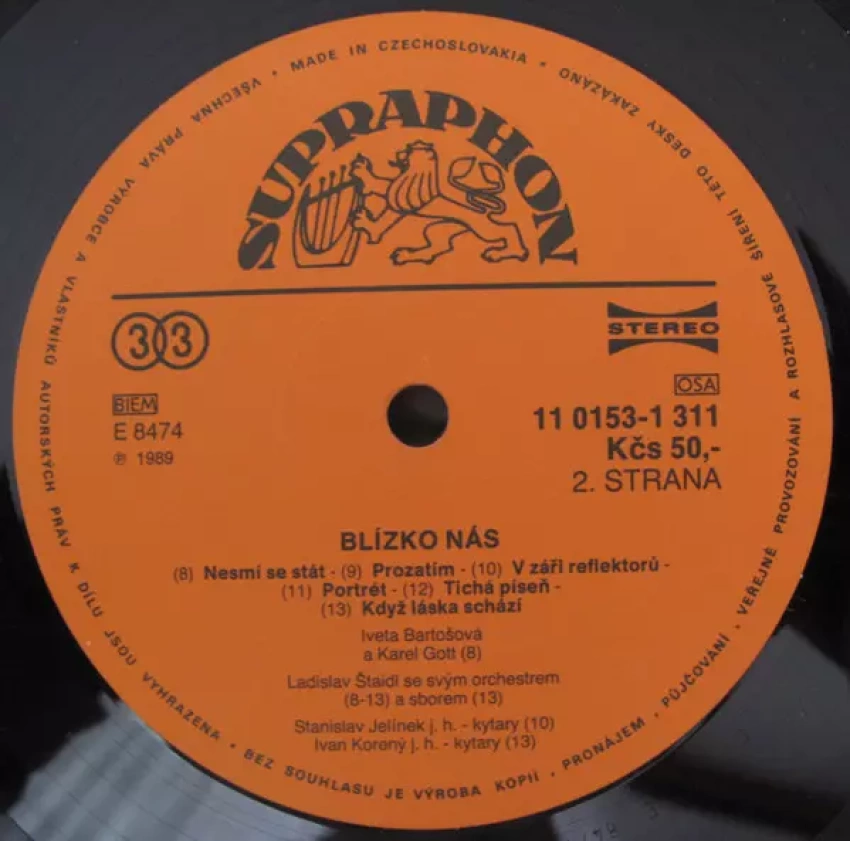 VŠECHNA PRÁVA VÝROBCE A VLASTNÍKŮ AUTORSKÝCH PRÁV K DÍLU JSOU VYHRAZENA · BEZ SOUHLASU JE VÝROBA KOPIÍ, PRONÁJEM, PŮJČOVÁNÍ, VEŘEJNÉ PROVOZOVÁNÍ A ROZHLASOVÉ ŠÍŘENÍ TÉTO DESKY ZAKÁZÁNO · MADE IN CZECHOSLOVAKIA ·
SUPRAPHON
33
STEREO
BIEM
OSA
E 8474
11 0153-1 311
℗ 1989
Kčs 50,-
2. STRANA
BLÍZKO NÁS
(8) Nesmí se stát - (9) Prozatím - (10) V záři reflektorů -
(11) Portrét - (12) Tichá píseň -
(13) Když láska schází
Iveta Bartošová
a Karel Gott (8)
Ladislav Štaidl se svým orchestrem
(8-13) a sborem (13)
Stanislav Jelínek j. h. - kytary (10)
Ivan Korený j. h. - kytary (13)